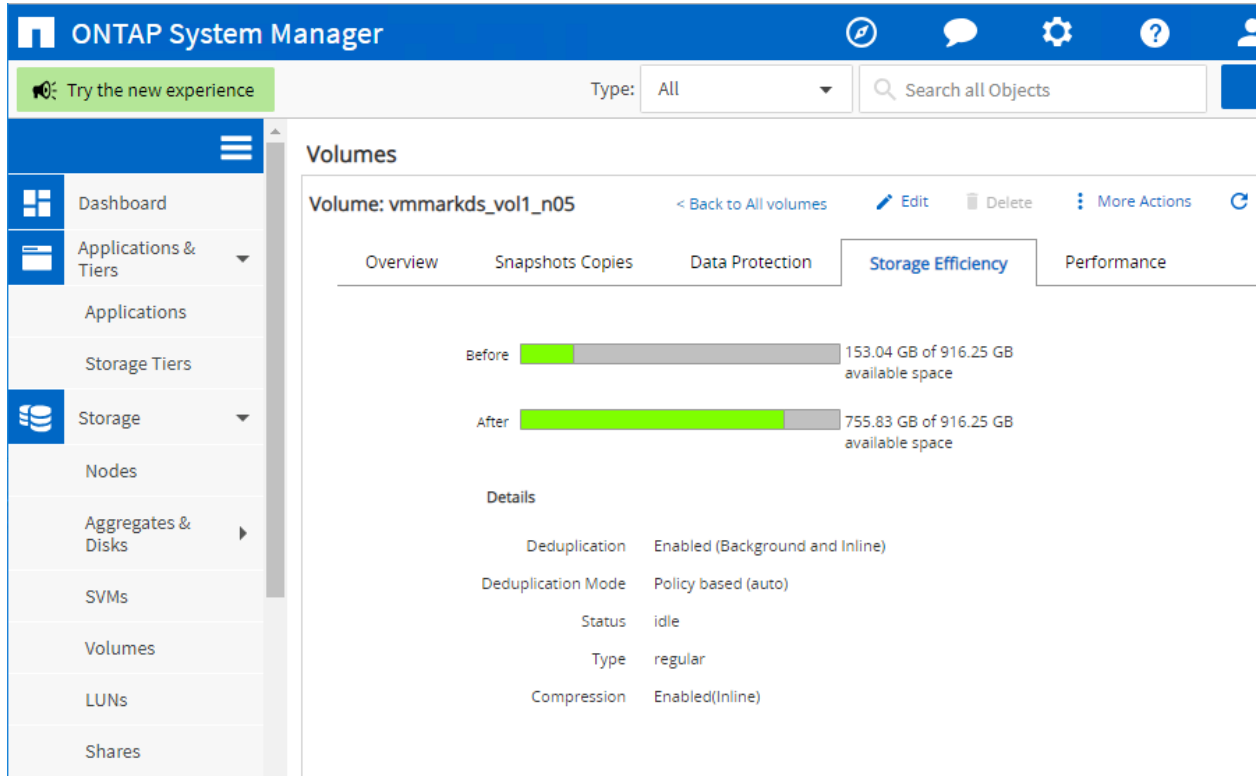 ONTAP System Manager
Try the new experience
Type:
All
Search all Objects
Dashboard
Applications &
Tiers
Applications
Storage Tiers
Storage
Nodes
Aggregates &
Disks
SVMs
Volumes
LUNs
Shares
Volumes
Volume: vmmarkds_vol1_n05
< Back to All volumes
Edit
Delete
More Actions
Overview
Snapshots Copies
Data Protection
Storage Efficiency
Performance
Before
153.04 GB of 916.25 GB
available space
After
755.83 GB of 916.25 GB
available space
Details
Deduplication Enabled (Background and Inline)
Deduplication Mode Policy based (auto)
Status idle
Type regular
Compression Enabled(Inline)